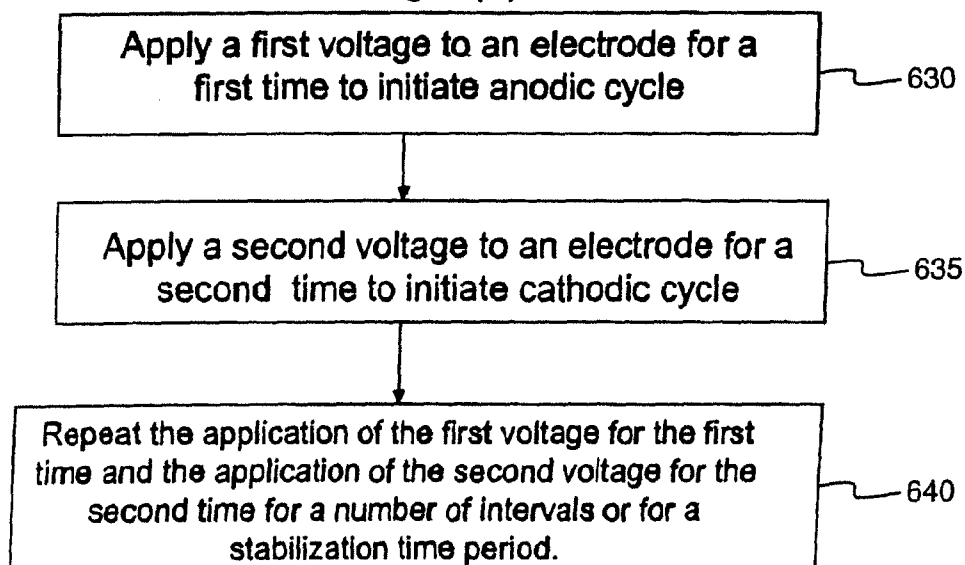 Apply a first voltage to an electrode for a
first time to initiate anodic cycle
630
Apply a second voltage to an electrode for a
second time to initiate cathodic cycle
635
Repeat the application of the first voltage for the first
time and the application of the second voltage for the
second time for a number of intervals or for a
stabilization time period.
640